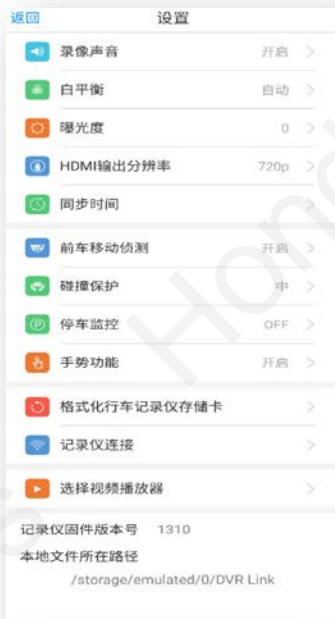 返回 设置
录像声音 开启
白平衡 自动
曝光度 0
HDMI输出分辨率 720p
同步时间
前车移动侦测 开启
碰撞保护 中
停车监控 OFF
手势功能 开启
格式化行车记录仪存储卡
记录仪连接
选择视频播放器
记录仪固件版本号 1310
本地文件所在路径
/storage/emulated/0/DVR Link